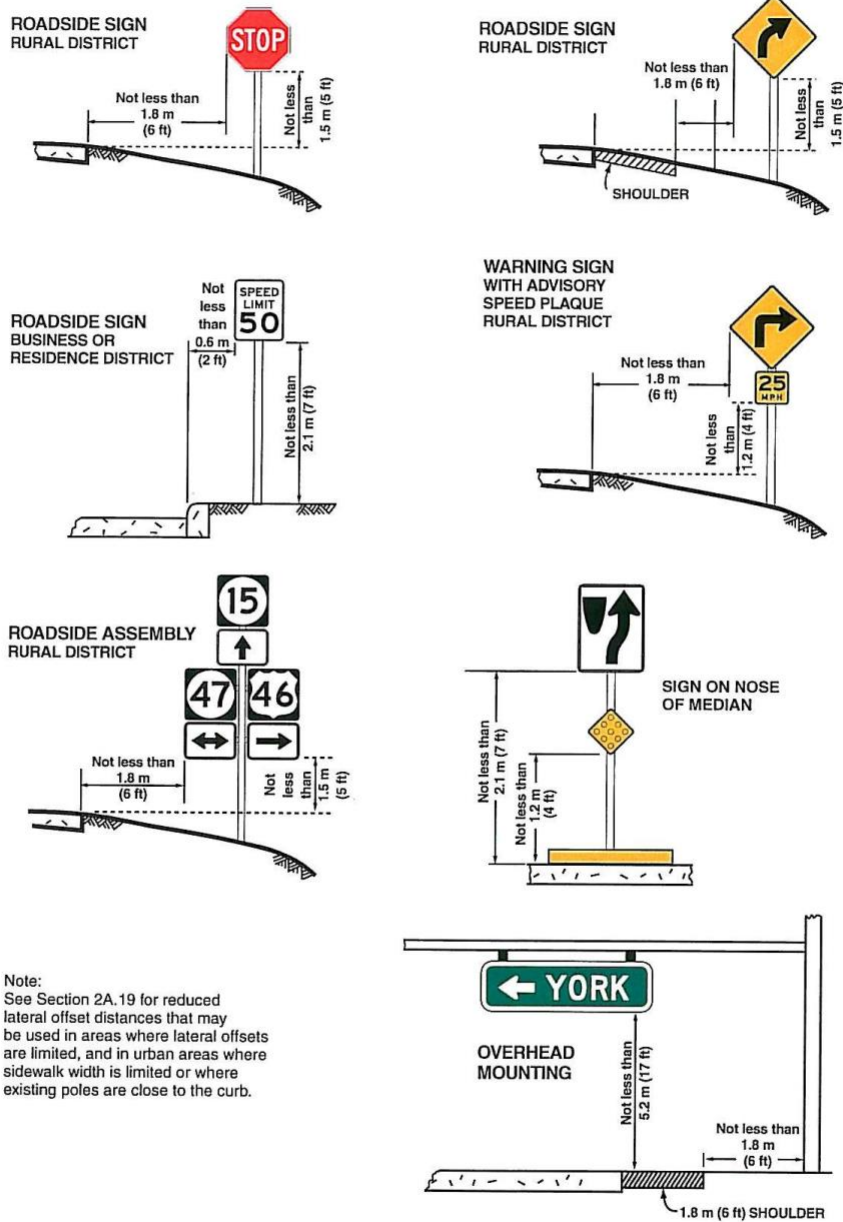 ROADSIDE SIGN
RURAL DISTRICT
STOP
Not less than
1.8 m
(6 ft)
Not less
than
1.5 m (5 ft)
ROADSIDE SIGN
RURAL DISTRICT
Not less than
1.8 m (6 ft)
Not less
than
1.5 m (5 ft)
SHOULDER
ROADSIDE SIGN
BUSINESS OR
RESIDENCE DISTRICT
Not
less
than
0.6 m
(2 ft)
SPEED
LIMIT
50
Not less than
2.1 m (7 ft)
WARNING SIGN
WITH ADVISORY
SPEED PLAQUE
RURAL DISTRICT
Not less than
1.8 m
(6 ft)
25
MPH
Not less
than
1.2 m (4 ft)
ROADSIDE ASSEMBLY
RURAL DISTRICT
15
47 46
Not less than
1.8 m
(6 ft)
Not
less
than
1.5 m
(5 ft)
SIGN ON NOSE
OF MEDIAN
Not less than
2.1 m (7 ft)
Not less than
1.2 m
(4 ft)
Note:
See Section 2A.19 for reduced
lateral offset distances that may
be used in areas where lateral offsets
are limited, and in urban areas where
sidewalk width is limited or where
existing poles are close to the curb.
YORK
OVERHEAD
MOUNTING
Not less than
5.2 m (17 ft)
Not less than
1.8 m
(6 ft)
1.8 m (6 ft) SHOULDER